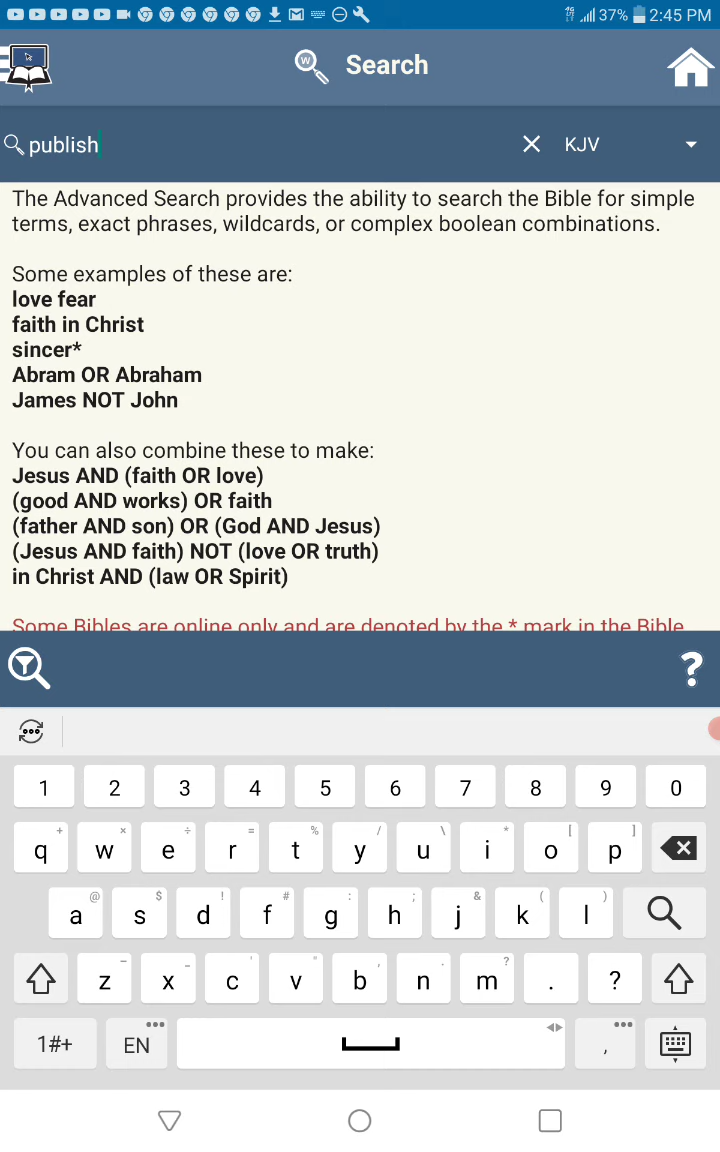 37% 2:45 PM
W Search
publish KJV
The Advanced Search provides the ability to search the Bible for simple
terms, exact phrases, wildcards, or complex boolean combinations.
Some examples of these are:
love fear
faith in Christ
sincer*
Abram OR Abraham
James NOT John
You can also combine these to make:
Jesus AND (faith OR love)
(good AND works) OR faith
(father AND son) OR (God AND Jesus)
(Jesus AND faith) NOT (love OR truth)
in Christ AND (law OR Spirit)
Some Bibles are online only and are denoted by the * mark in the Bible
?
1 2 3 4 5 6 7 8 9 0
+ × ÷ = % / \ * [ ]
q w e r t y u i o p
@ $ ! # : ; & ( )
a s d f g h j k l
− _ ' " , . ?
z x c v b n m . ?
1#+ EN ,